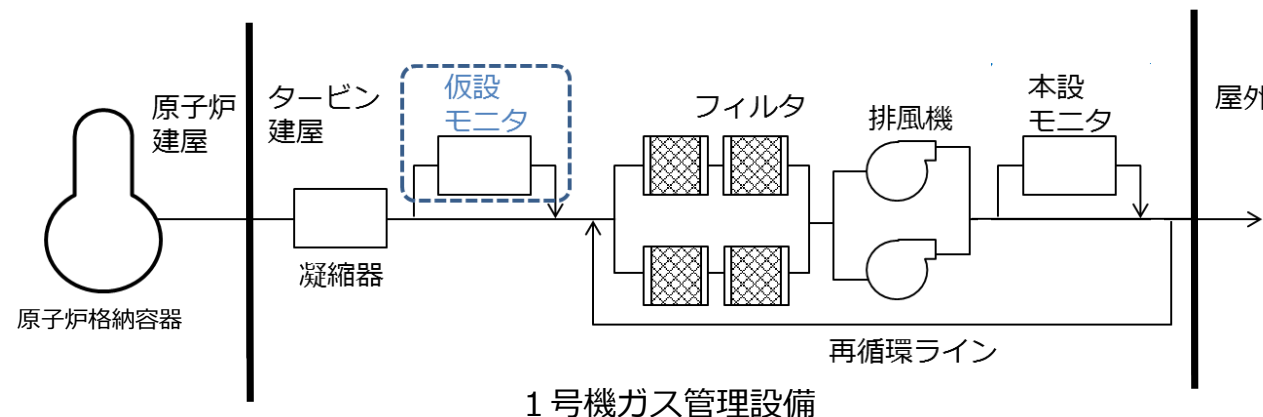 原子炉
建屋
タービン
建屋
仮設
モニタ
フィルタ
排風機
本設
モニタ
屋外
凝縮器
原子炉格納容器
再循環ライン
１号機ガス管理設備